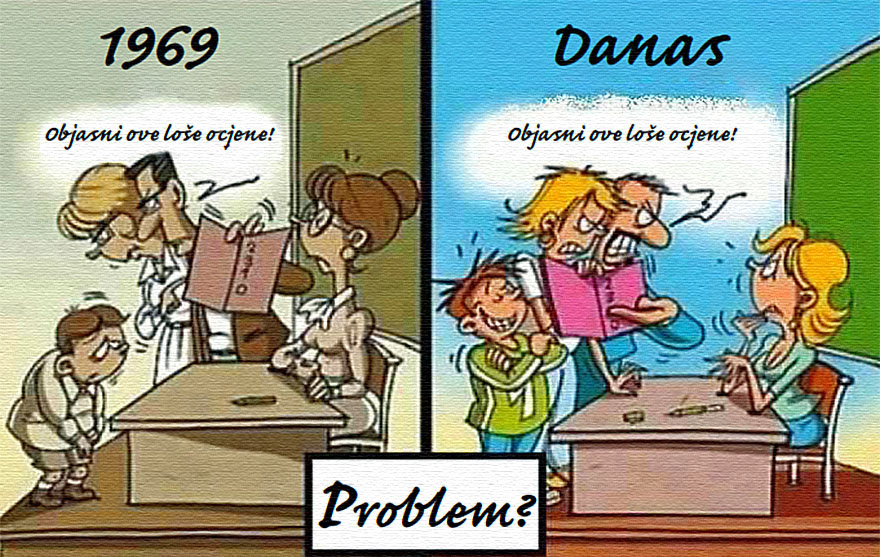 1969
Objasni ove loše ocjene!
Danas
Objasni ove loše ocjene!
Problem?